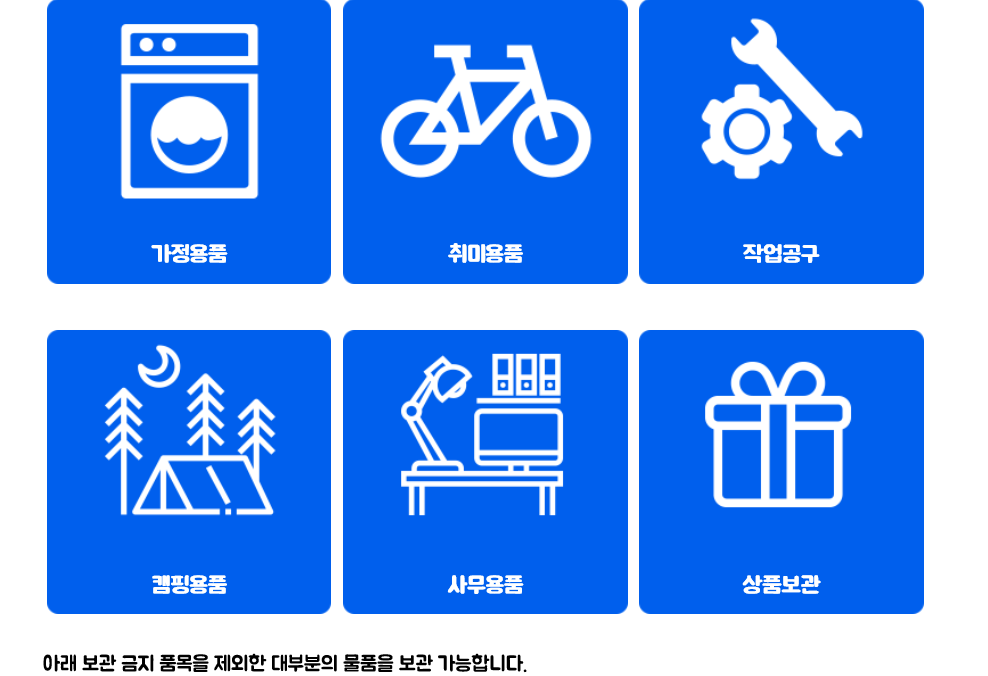 가정용품
취미용품
작업공구
캠핑용품
사무용품
상품보관
아래 보관 금지 품목을 제외한 대부분의 물품을 보관 가능합니다.